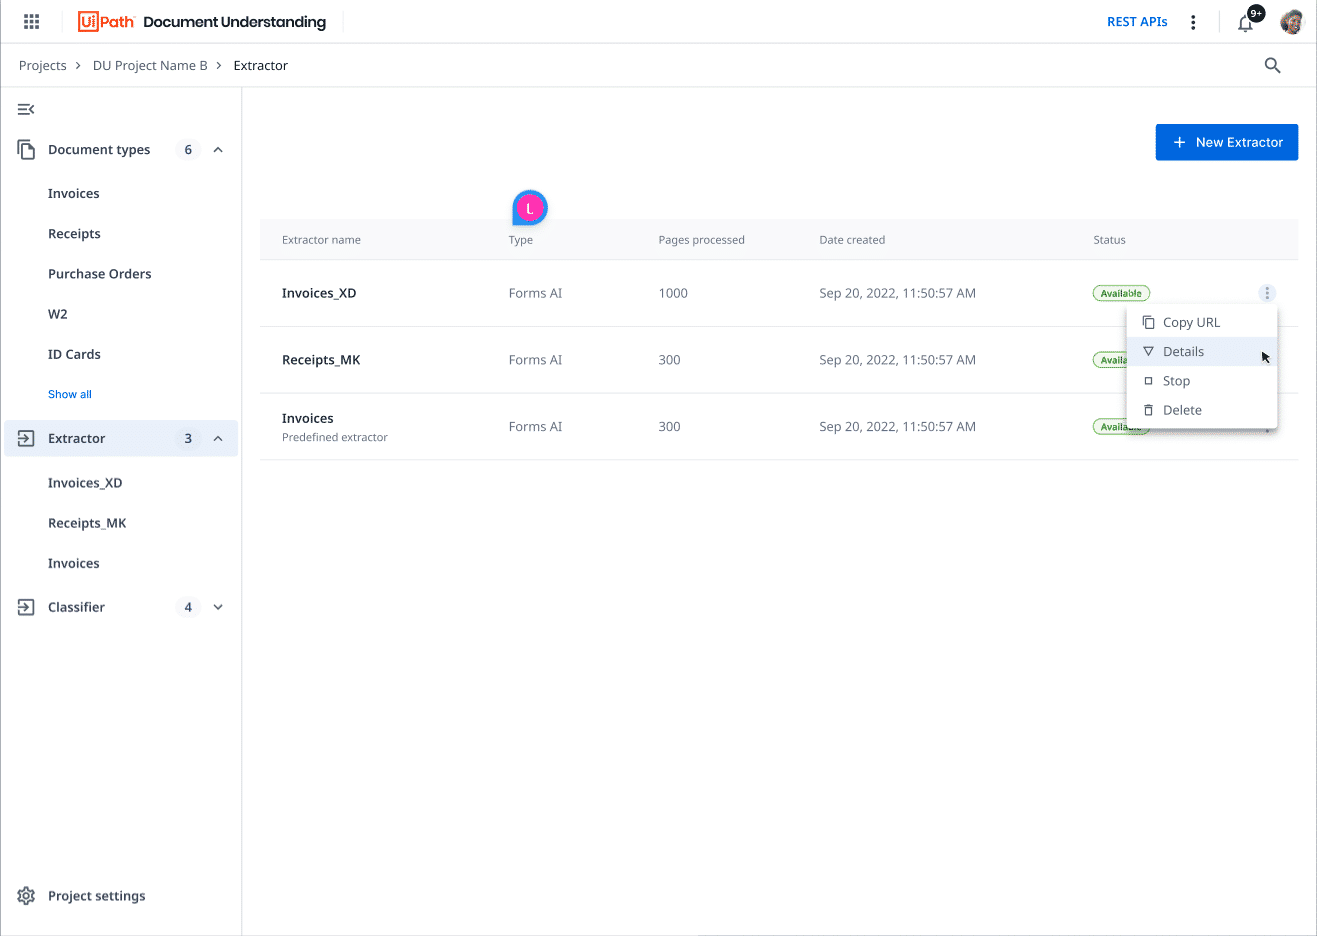 UiPath Document Understanding
REST APIs
9+
Projects > DU Project Name B > Extractor
Document types 6
Invoices
Receipts
Purchase Orders
W2
ID Cards
Show all
Extractor 3
Invoices_XD
Receipts_MK
Invoices
Classifier 4
Project settings
+ New Extractor
L
Extractor name Type Pages processed Date created Status
Invoices_XD Forms AI 1000 Sep 20, 2022, 11:50:57 AM Available
Receipts_MK Forms AI 300 Sep 20, 2022, 11:50:57 AM
Invoices
Predefined extractor
Forms AI 300 Sep 20, 2022, 11:50:57 AM
Copy URL
Details
Stop
Delete